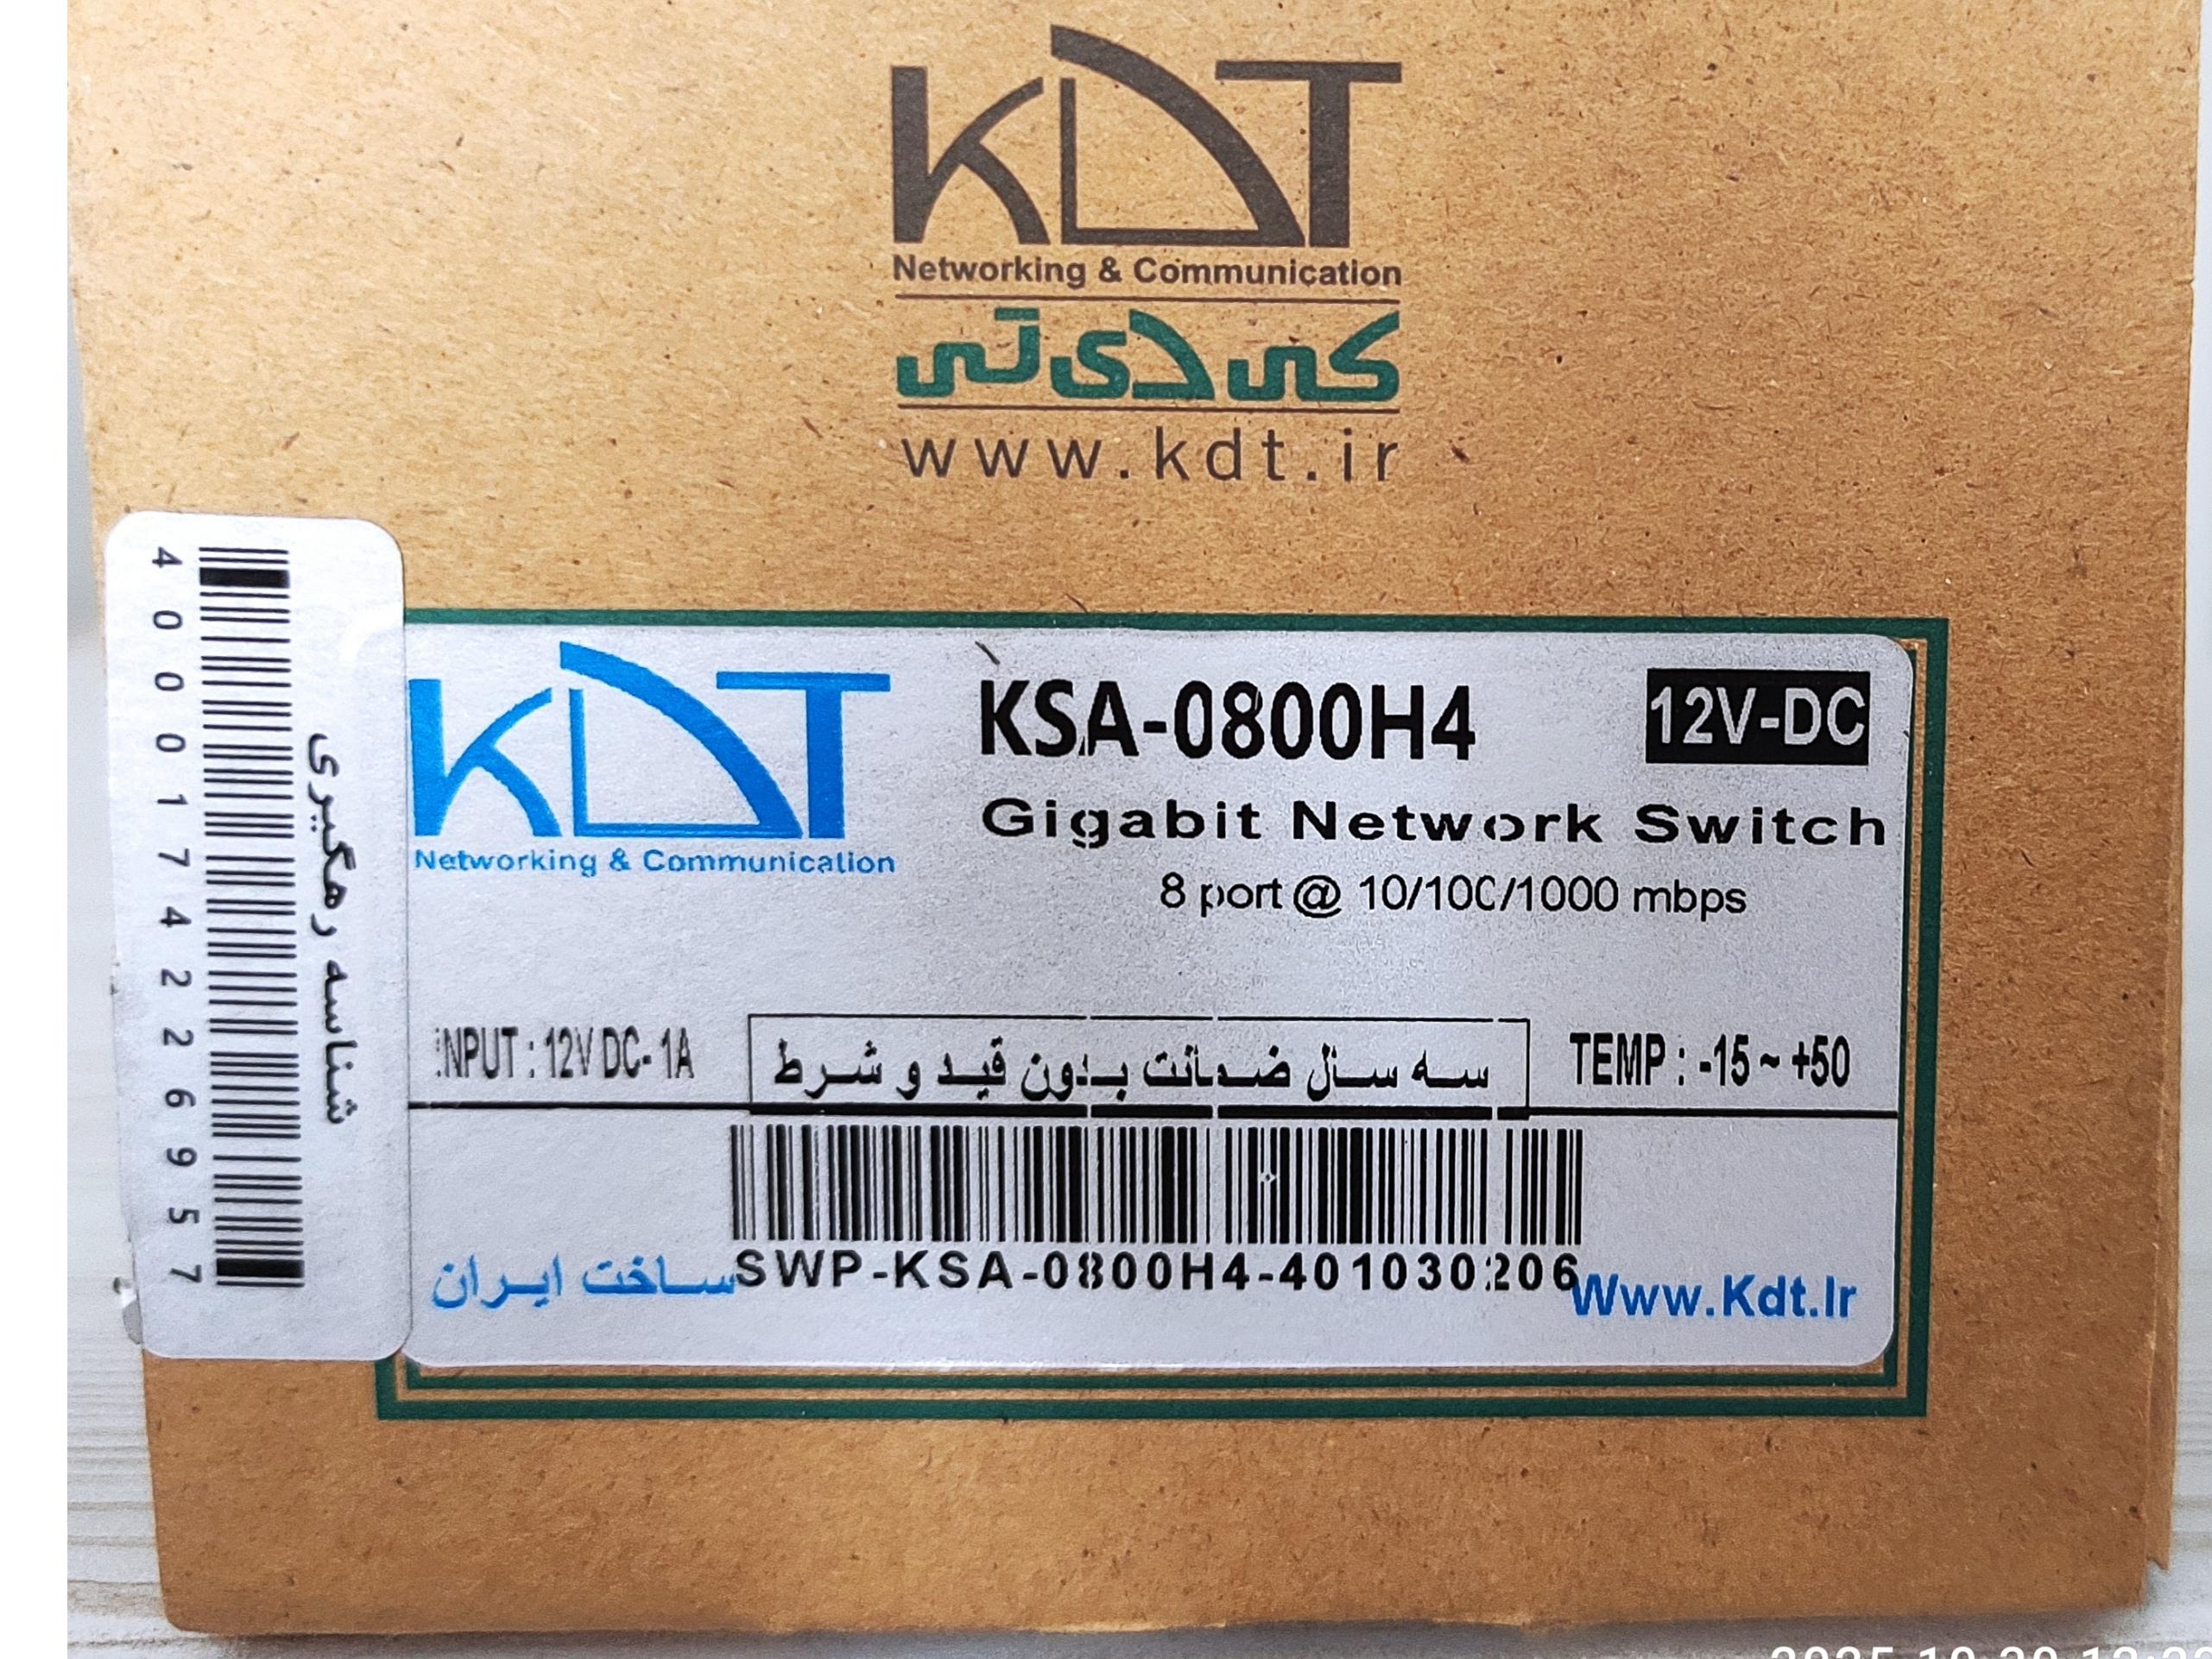 KDT
Networking & Communication
کی دی تی
www.kdt.ir
KDT
Networking & Communication
KSA-0800H4
12V-DC
Gigabit Network Switch
8 port @ 10/100/1000 mbps
INPUT : 12V DC- 1A
سه سال ضمانت بدون قید و شرط
TEMP : -15 ~ +50
SWP-KSA-0800H4-401030206
ساخت ایران
Www.Kdt.Ir
شناسه رهگیری
4000174226957